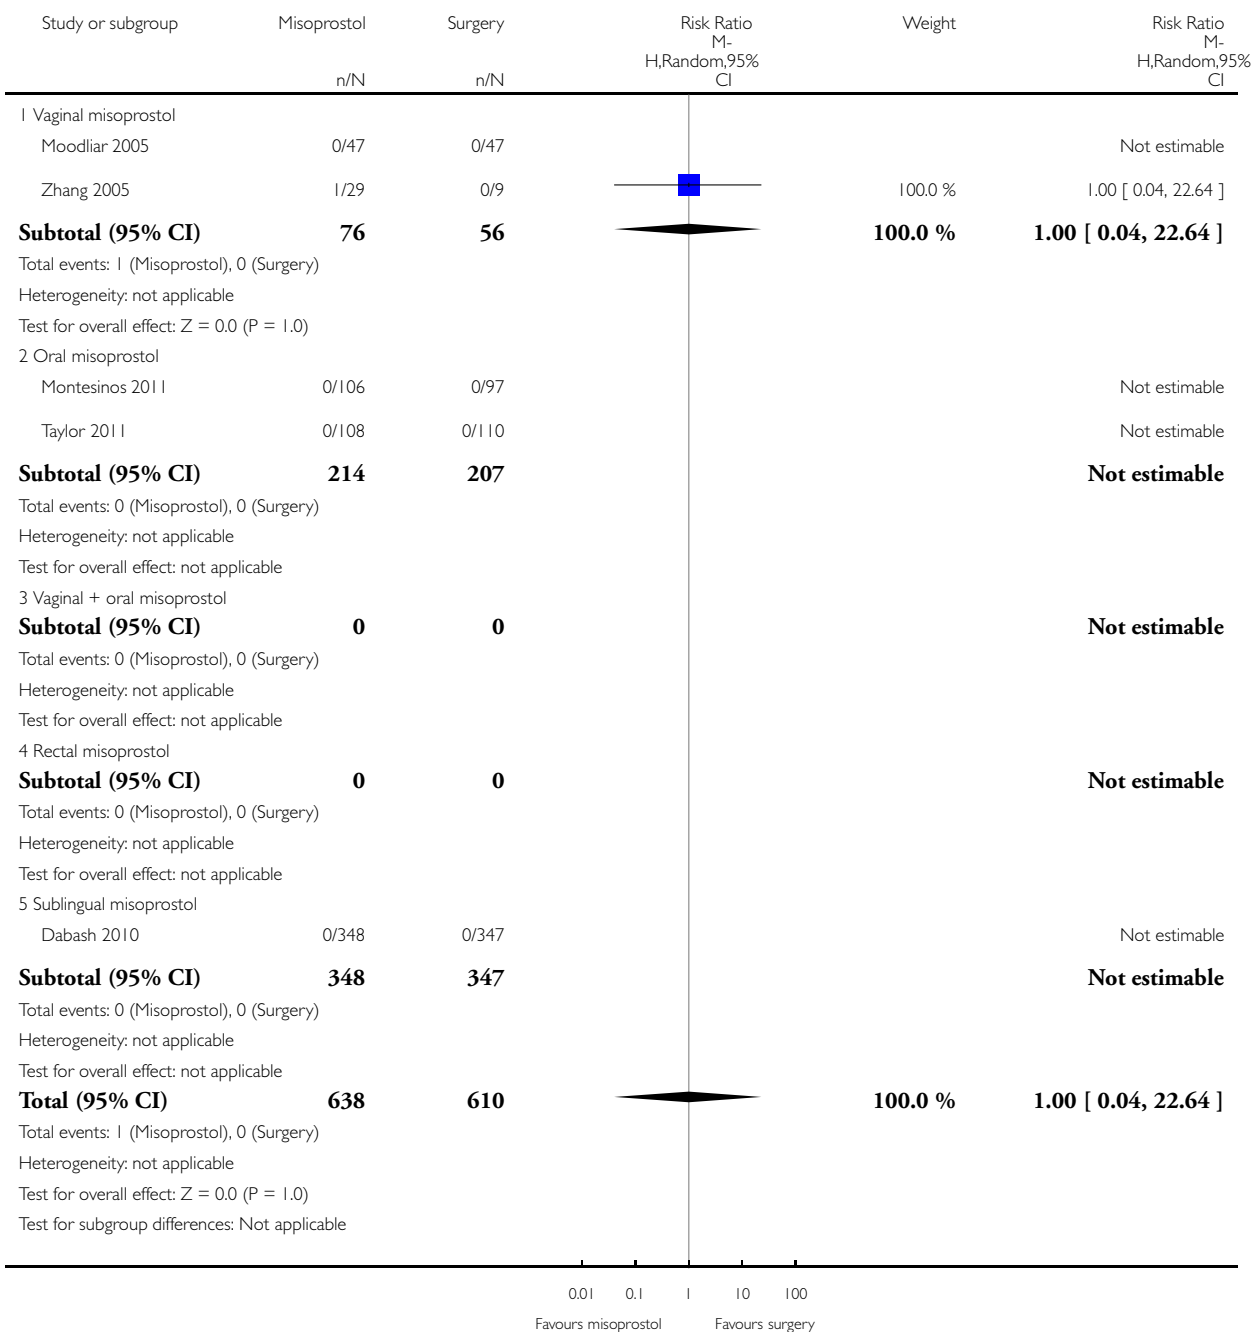 Study or subgroup Misoprostol Surgery Risk Ratio Weight Risk Ratio
M- M-
H,Random,95% H,Random,95%
n/N n/N CI CI
1 Vaginal misoprostol
Moodliar 2005 0/47 0/47 Not estimable
Zhang 2005 1/29 0/9 100.0 % 1.00 [ 0.04, 22.64 ]
Subtotal (95% CI) 76 56 100.0 % 1.00 [ 0.04, 22.64 ]
Total events: 1 (Misoprostol), 0 (Surgery)
Heterogeneity: not applicable
Test for overall effect: Z = 0.0 (P = 1.0)
2 Oral misoprostol
Montesinos 2011 0/106 0/97 Not estimable
Taylor 2011 0/108 0/110 Not estimable
Subtotal (95% CI) 214 207 Not estimable
Total events: 0 (Misoprostol), 0 (Surgery)
Heterogeneity: not applicable
Test for overall effect: not applicable
3 Vaginal + oral misoprostol
Subtotal (95% CI) 0 0 Not estimable
Total events: 0 (Misoprostol), 0 (Surgery)
Heterogeneity: not applicable
Test for overall effect: not applicable
4 Rectal misoprostol
Subtotal (95% CI) 0 0 Not estimable
Total events: 0 (Misoprostol), 0 (Surgery)
Heterogeneity: not applicable
Test for overall effect: not applicable
5 Sublingual misoprostol
Dabash 2010 0/348 0/347 Not estimable
Subtotal (95% CI) 348 347 Not estimable
Total events: 0 (Misoprostol), 0 (Surgery)
Heterogeneity: not applicable
Test for overall effect: not applicable
Total (95% CI) 638 610 100.0 % 1.00 [ 0.04, 22.64 ]
Total events: 1 (Misoprostol), 0 (Surgery)
Heterogeneity: not applicable
Test for overall effect: Z = 0.0 (P = 1.0)
Test for subgroup differences: Not applicable
0.01 0.1 1 10 100
Favours misoprostol Favours surgery